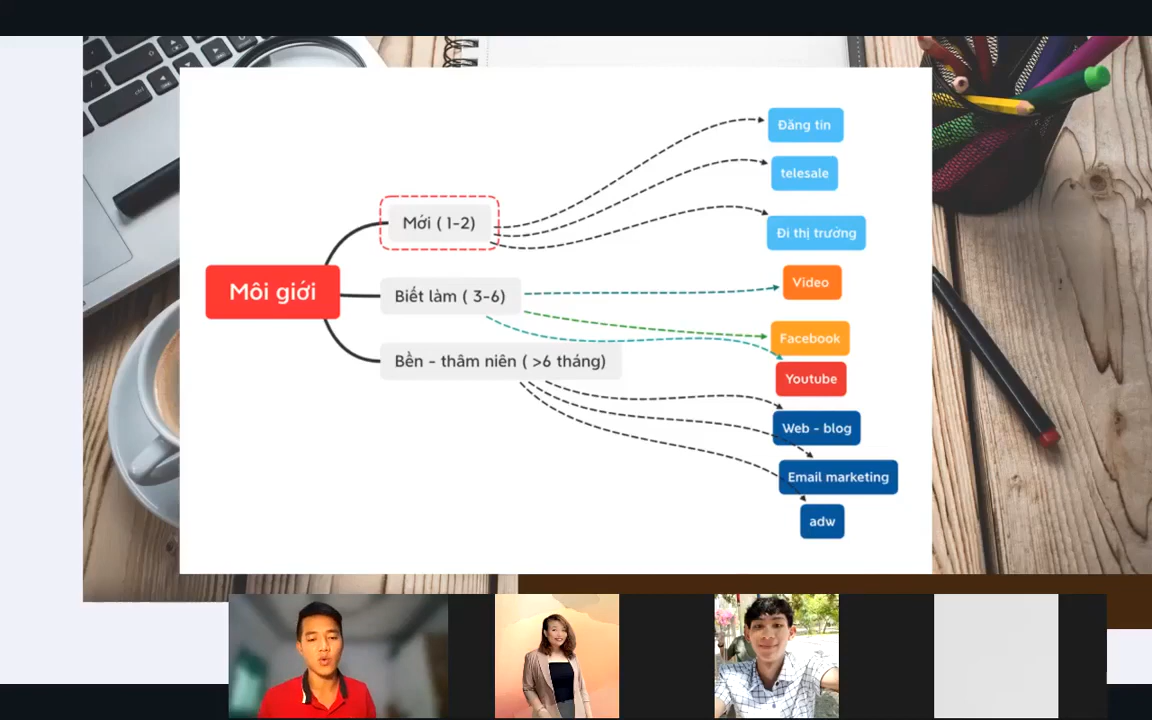 Môi giới
Mới ( 1-2)
Biết làm ( 3-6)
Bền - thâm niên ( >6 tháng)
Đăng tin
telesale
Đi thị trường
Video
Facebook
Youtube
Web - blog
Email marketing
adw